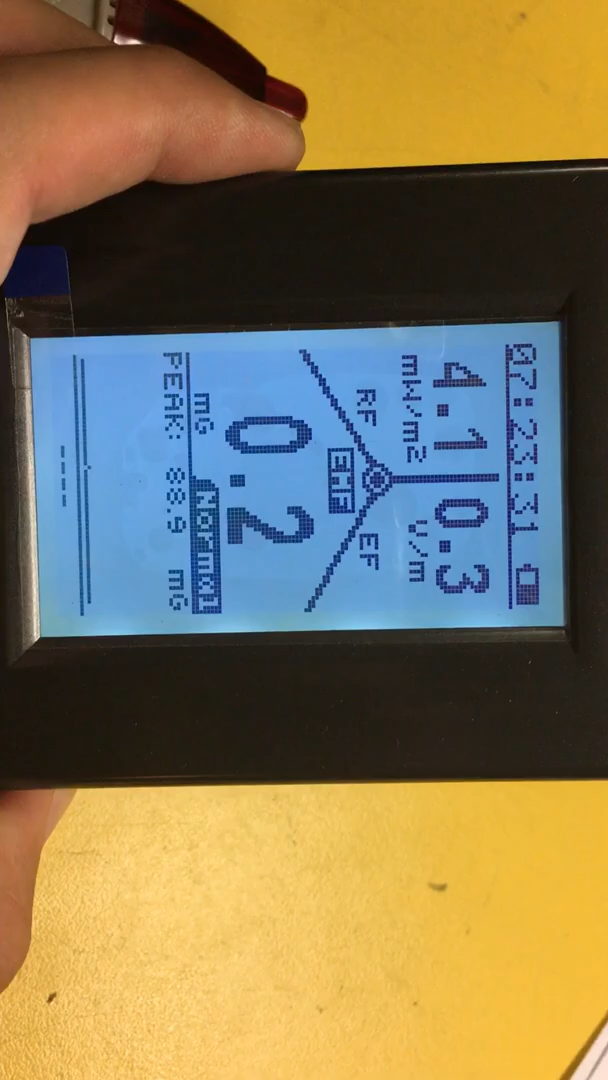 07:23:31
4.1 0.3
mW/m2 V/m
RF EF
EMF
0.2
mG Normal
PEAK: 88.9 mG
----